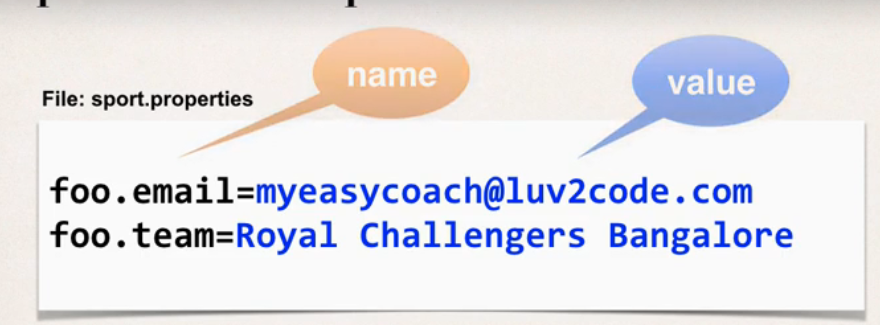 name
value
File: sport.properties
foo.email=myeasycoach@luv2code.com
foo.team=Royal Challengers Bangalore